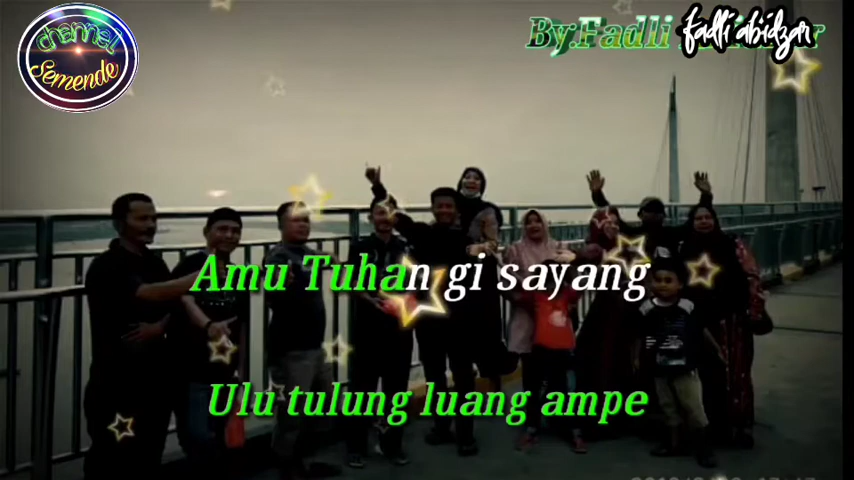 channel
Semende
By:Fadli
fadli abidzar
Amu Tuhan gi sayang
Ulu tulung luang ampe